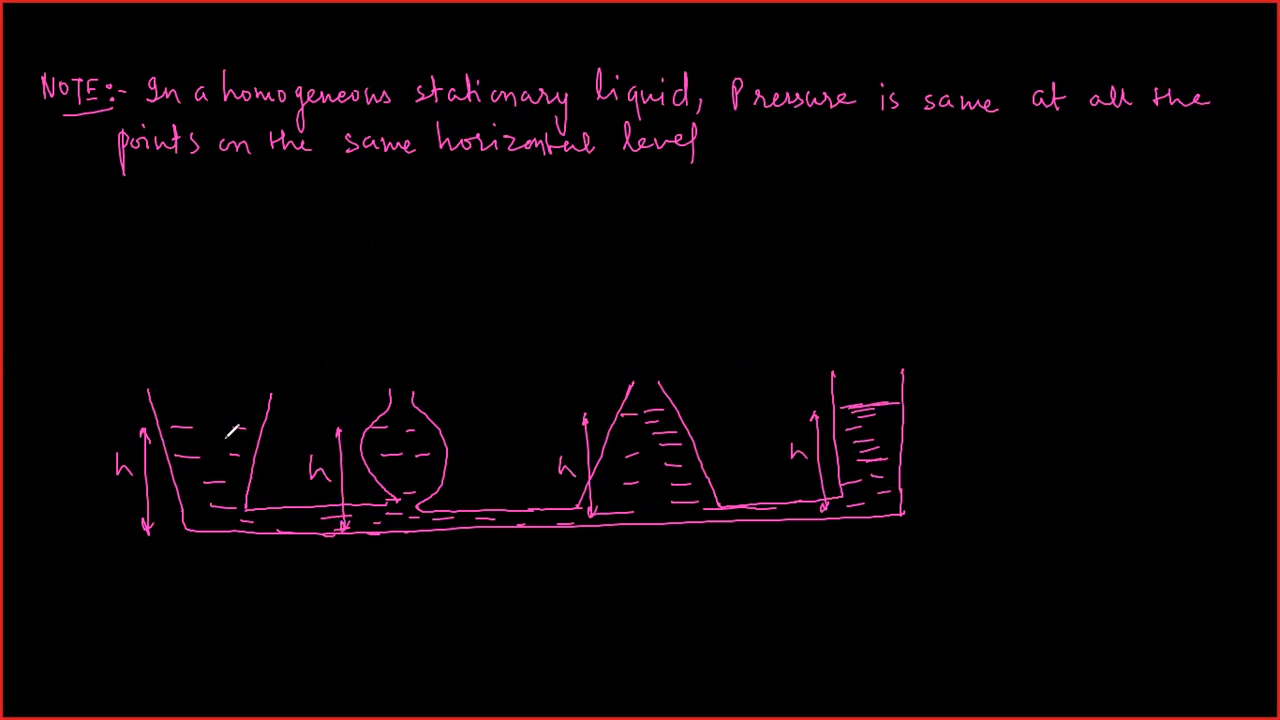 NOTE:- In a homogeneous stationary liquid, Pressure is same at all the
points on the same horizontal level
h h h h